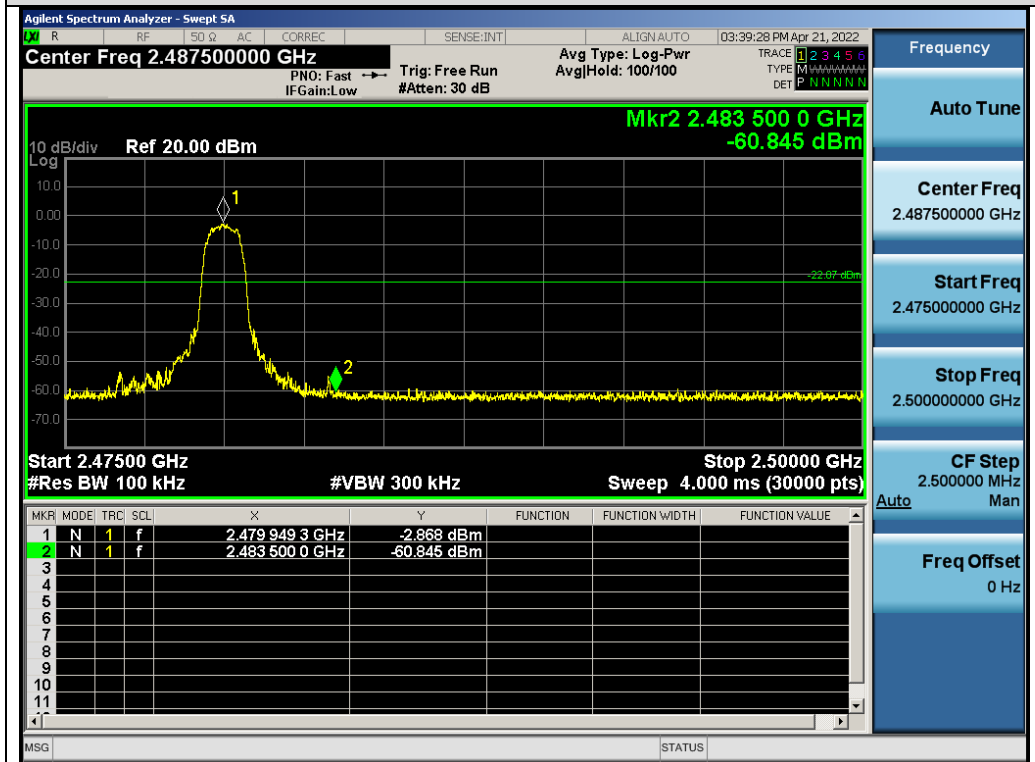 Agilent Spectrum Analyzer - Swept SA
LXI R RF 50 Ω AC CORREC SENSE:INT ALIGN AUTO 03:39:28 PM Apr 21, 2022
Center Freq 2.487500000 GHz
PNO: Fast
IFGain:Low
Trig: Free Run
#Atten: 30 dB
Avg Type: Log-Pwr
Avg|Hold: 100/100
TRACE 1 2 3 4 5 6
TYPE M WWWWW
DET P N N N N N
Mkr2 2.483 500 0 GHz
-60.845 dBm
10 dB/div Ref 20.00 dBm
Log
10.0
0.00
-10.0
-20.0
-30.0
-40.0
-50.0
-60.0
-70.0
1
-22.87 dBm
2
Start 2.47500 GHz Stop 2.50000 GHz
#Res BW 100 kHz #VBW 300 kHz Sweep 4.000 ms (30000 pts)
MKR MODE TRC SCL X Y FUNCTION FUNCTION WIDTH FUNCTION VALUE
1 N 1 f 2.479 949 3 GHz -2.868 dBm
2 N 1 f 2.483 500 0 GHz -60.845 dBm
3
4
5
6
7
8
9
10
11
MSG STATUS
Frequency
Auto Tune
Center Freq
2.487500000 GHz
Start Freq
2.475000000 GHz
Stop Freq
2.500000000 GHz
CF Step
2.500000 MHz
Auto Man
Freq Offset
0 Hz